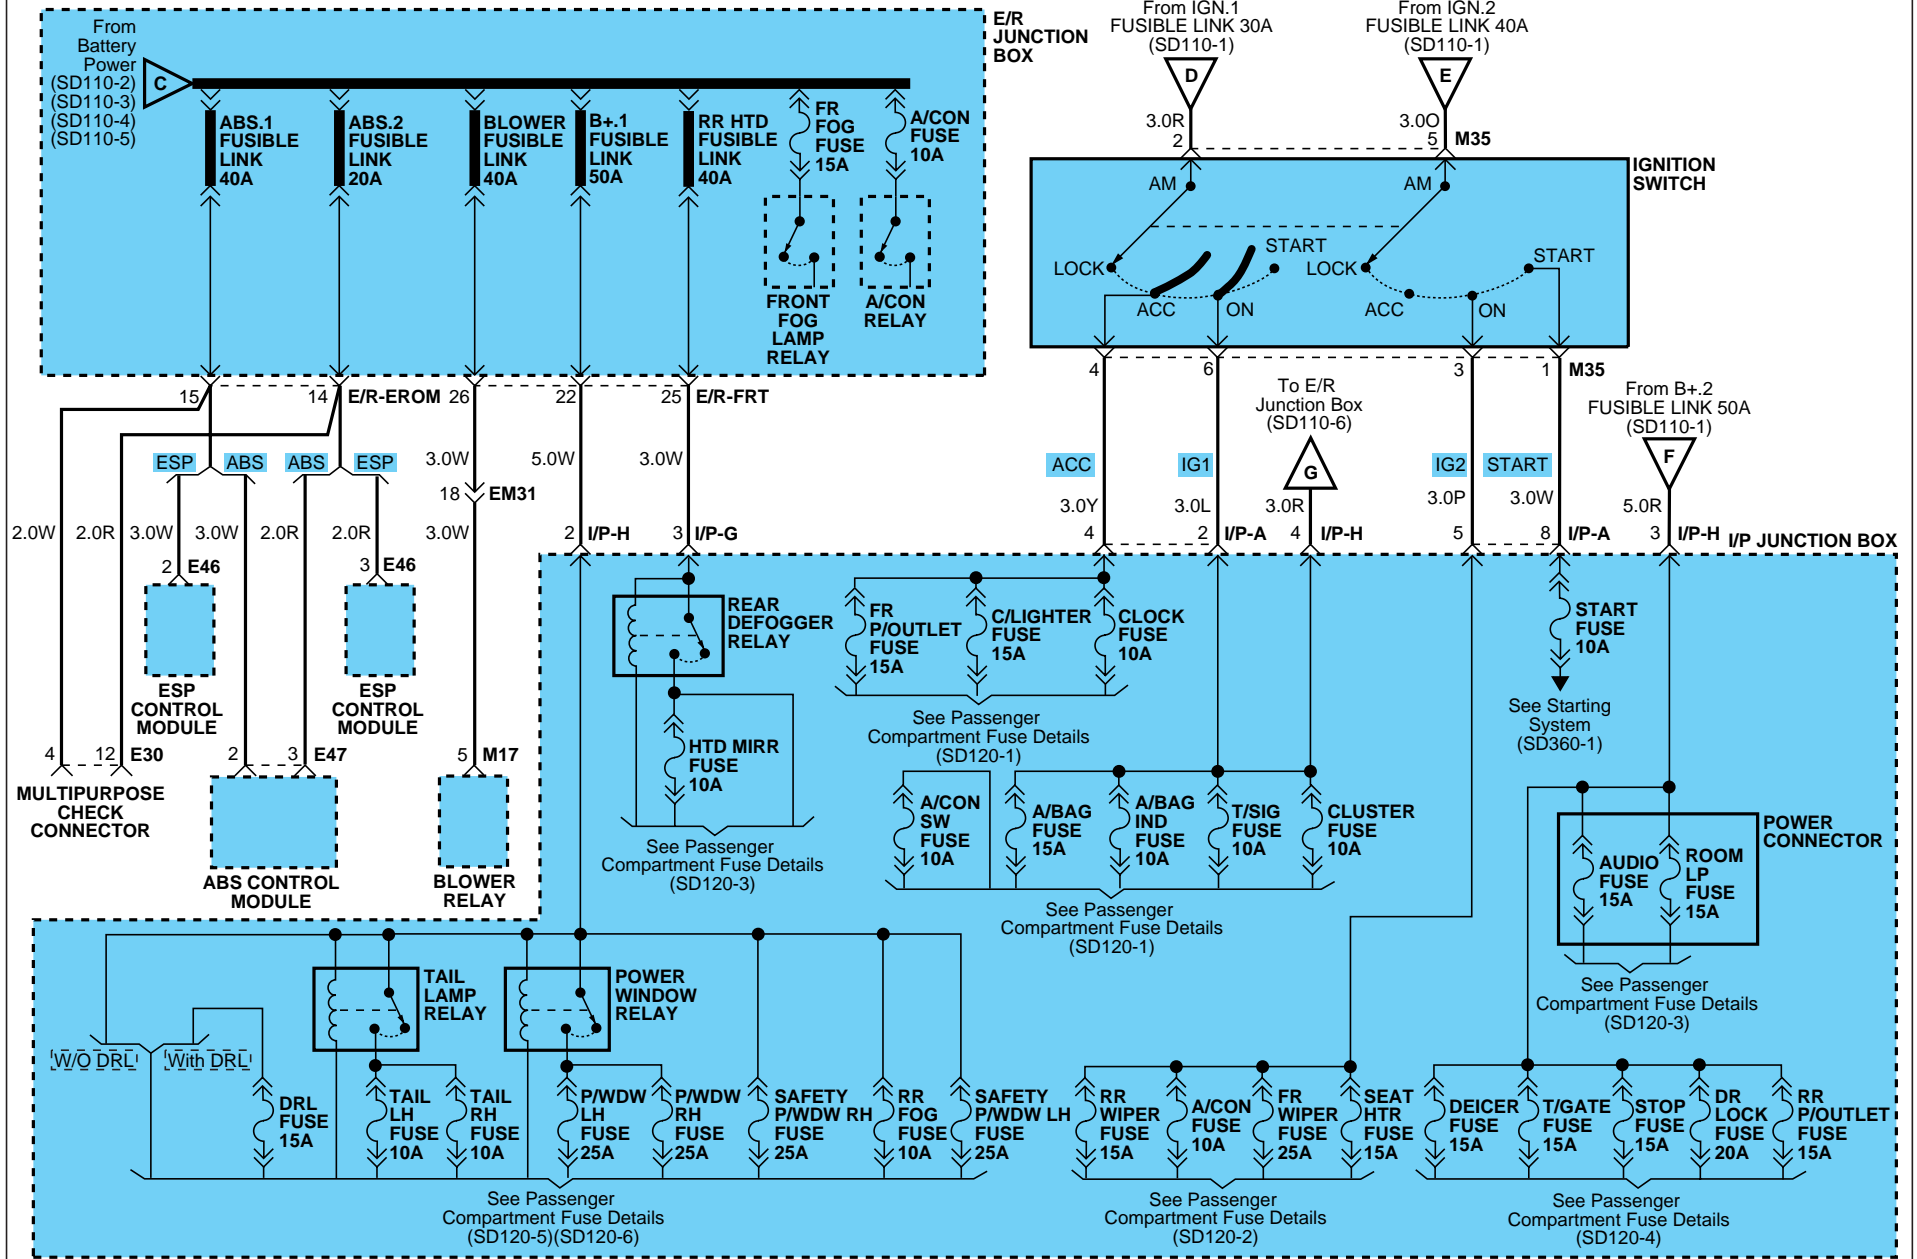 From
Battery
Power
(SD110-2)
(SD110-3)
(SD110-4)
(SD110-5)
C
ABS.1
FUSIBLE
LINK
40A
ABS.2
FUSIBLE
LINK
20A
BLOWER
FUSIBLE
LINK
40A
B+.1
FUSIBLE
LINK
50A
RR HTD
FUSIBLE
LINK
40A
FR
FOG
FUSE
15A
A/CON
FUSE
10A
FRONT
FOG
LAMP
RELAY
A/CON
RELAY
E/R
JUNCTION
BOX
From IGN.1
FUSIBLE LINK 30A
(SD110-1)
D
3.0R
2
From IGN.2
FUSIBLE LINK 40A
(SD110-1)
E
3.0O
5 M35
IGNITION
SWITCH
AM
AM
LOCK
START
ACC
ON
LOCK
START
ACC
ON
4
6
3
1 M35
15
14 E/R-EROM
26
22
25 E/R-FRT
To E/R
Junction Box
(SD110-6)
G
From B+.2
FUSIBLE LINK 50A
(SD110-1)
F
ESP
ABS
ABS
ESP
3.0W
5.0W
3.0W
18 EM31
ACC
IG1
IG2
START
3.0Y
3.0L
3.0R
3.0P
3.0W
5.0R
2.0W
2.0R
3.0W
3.0W
2.0R
2.0R
3.0W
2 I/P-H
3 I/P-G
4
2 I/P-A
4 I/P-H
5
8 I/P-A
3 I/P-H
I/P JUNCTION BOX
2 E46
3 E46
ESP
CONTROL
MODULE
ESP
CONTROL
MODULE
4
12 E30
2
3 E47
5 M17
MULTIPURPOSE
CHECK
CONNECTOR
ABS CONTROL
MODULE
BLOWER
RELAY
REAR
DEFOGGER
RELAY
HTD MIRR
FUSE
10A
See Passenger
Compartment Fuse Details
(SD120-3)
FR
P/OUTLET
FUSE
15A
C/LIGHTER
FUSE
15A
CLOCK
FUSE
10A
See Passenger
Compartment Fuse Details
(SD120-1)
START
FUSE
10A
See Starting
System
(SD360-1)
A/CON
SW
FUSE
10A
A/BAG
FUSE
15A
A/BAG
IND
FUSE
10A
T/SIG
FUSE
10A
CLUSTER
FUSE
10A
See Passenger
Compartment Fuse Details
(SD120-1)
POWER
CONNECTOR
AUDIO
FUSE
15A
ROOM
LP
FUSE
15A
See Passenger
Compartment Fuse Details
(SD120-3)
TAIL
LAMP
RELAY
POWER
WINDOW
RELAY
W/O DRL
With DRL
DRL
FUSE
15A
TAIL
LH
FUSE
10A
TAIL
RH
FUSE
10A
P/WDW
LH
FUSE
25A
P/WDW
RH
FUSE
25A
SAFETY
P/WDW RH
FUSE
25A
RR
FOG
FUSE
10A
SAFETY
P/WDW LH
FUSE
25A
See Passenger
Compartment Fuse Details
(SD120-5)(SD120-6)
RR
WIPER
FUSE
15A
A/CON
FUSE
10A
FR
WIPER
FUSE
25A
SEAT
HTR
FUSE
15A
See Passenger
Compartment Fuse Details
(SD120-2)
DEICER
FUSE
15A
T/GATE
FUSE
15A
STOP
FUSE
15A
DR
LOCK
FUSE
20A
RR
P/OUTLET
FUSE
15A
See Passenger
Compartment Fuse Details
(SD120-4)